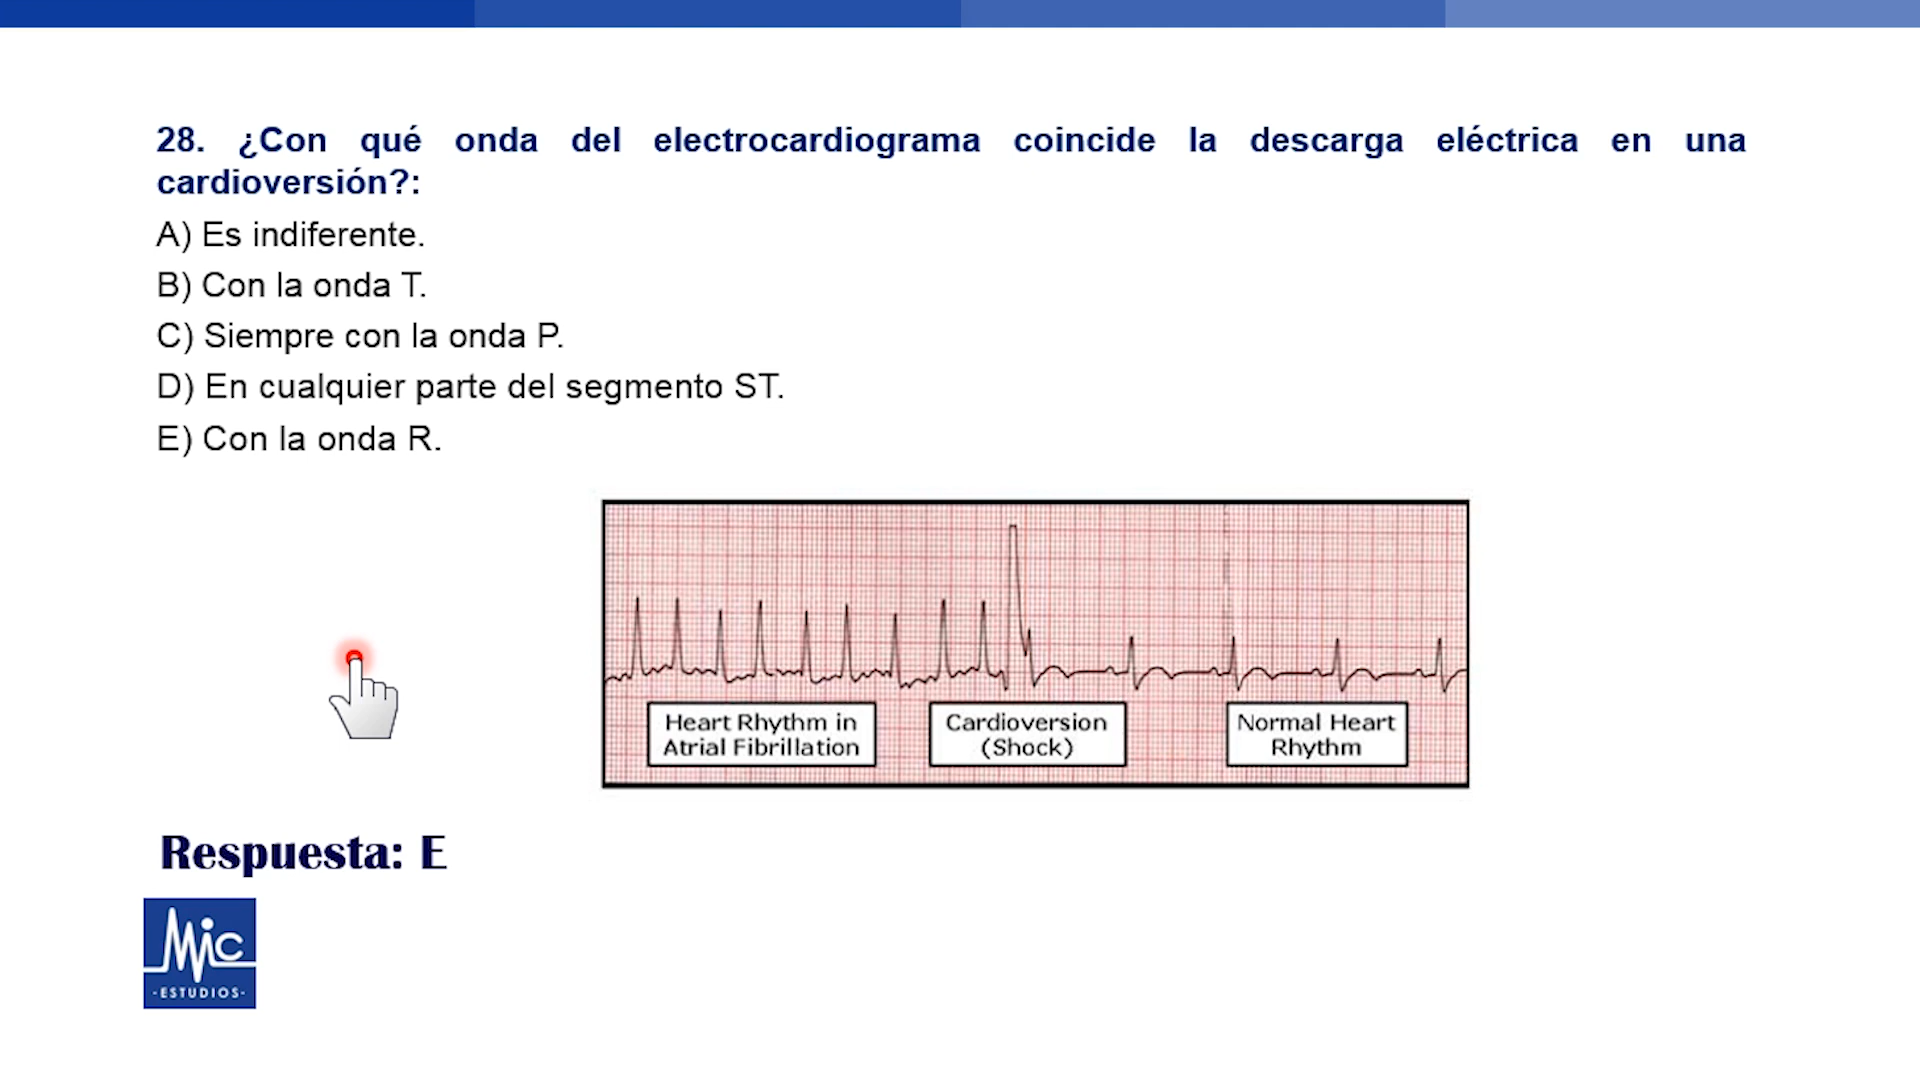 28. ¿Con qué onda del electrocardiograma coincide la descarga eléctrica en una
cardioversión?:
A) Es indiferente.
B) Con la onda T.
C) Siempre con la onda P.
D) En cualquier parte del segmento ST.
E) Con la onda R.
Heart Rhythm in
Atrial Fibrillation
Cardioversion
(Shock)
Normal Heart
Rhythm
Respuesta: E
Mic
·ESTUDIOS·